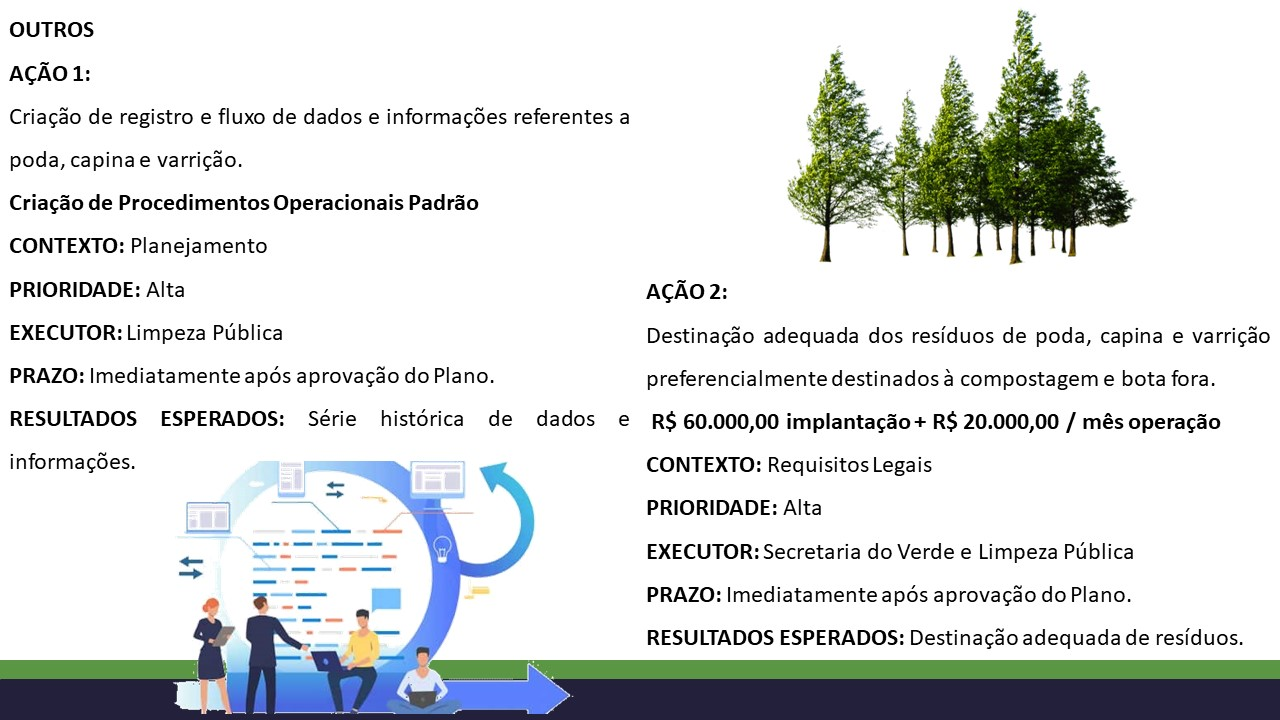 OUTROS
AÇÃO 1:
Criação de registro e fluxo de dados e informações referentes a
poda, capina e varrição.
Criação de Procedimentos Operacionais Padrão
CONTEXTO: Planejamento
PRIORIDADE: Alta
EXECUTOR: Limpeza Pública
PRAZO: Imediatamente após aprovação do Plano.
RESULTADOS ESPERADOS: Série histórica de dados e
informações.
AÇÃO 2:
Destinação adequada dos resíduos de poda, capina e varrição
preferencialmente destinados à compostagem e bota fora.
R$ 60.000,00 implantação + R$ 20.000,00 / mês operação
CONTEXTO: Requisitos Legais
PRIORIDADE: Alta
EXECUTOR: Secretaria do Verde e Limpeza Pública
PRAZO: Imediatamente após aprovação do Plano.
RESULTADOS ESPERADOS: Destinação adequada de resíduos.